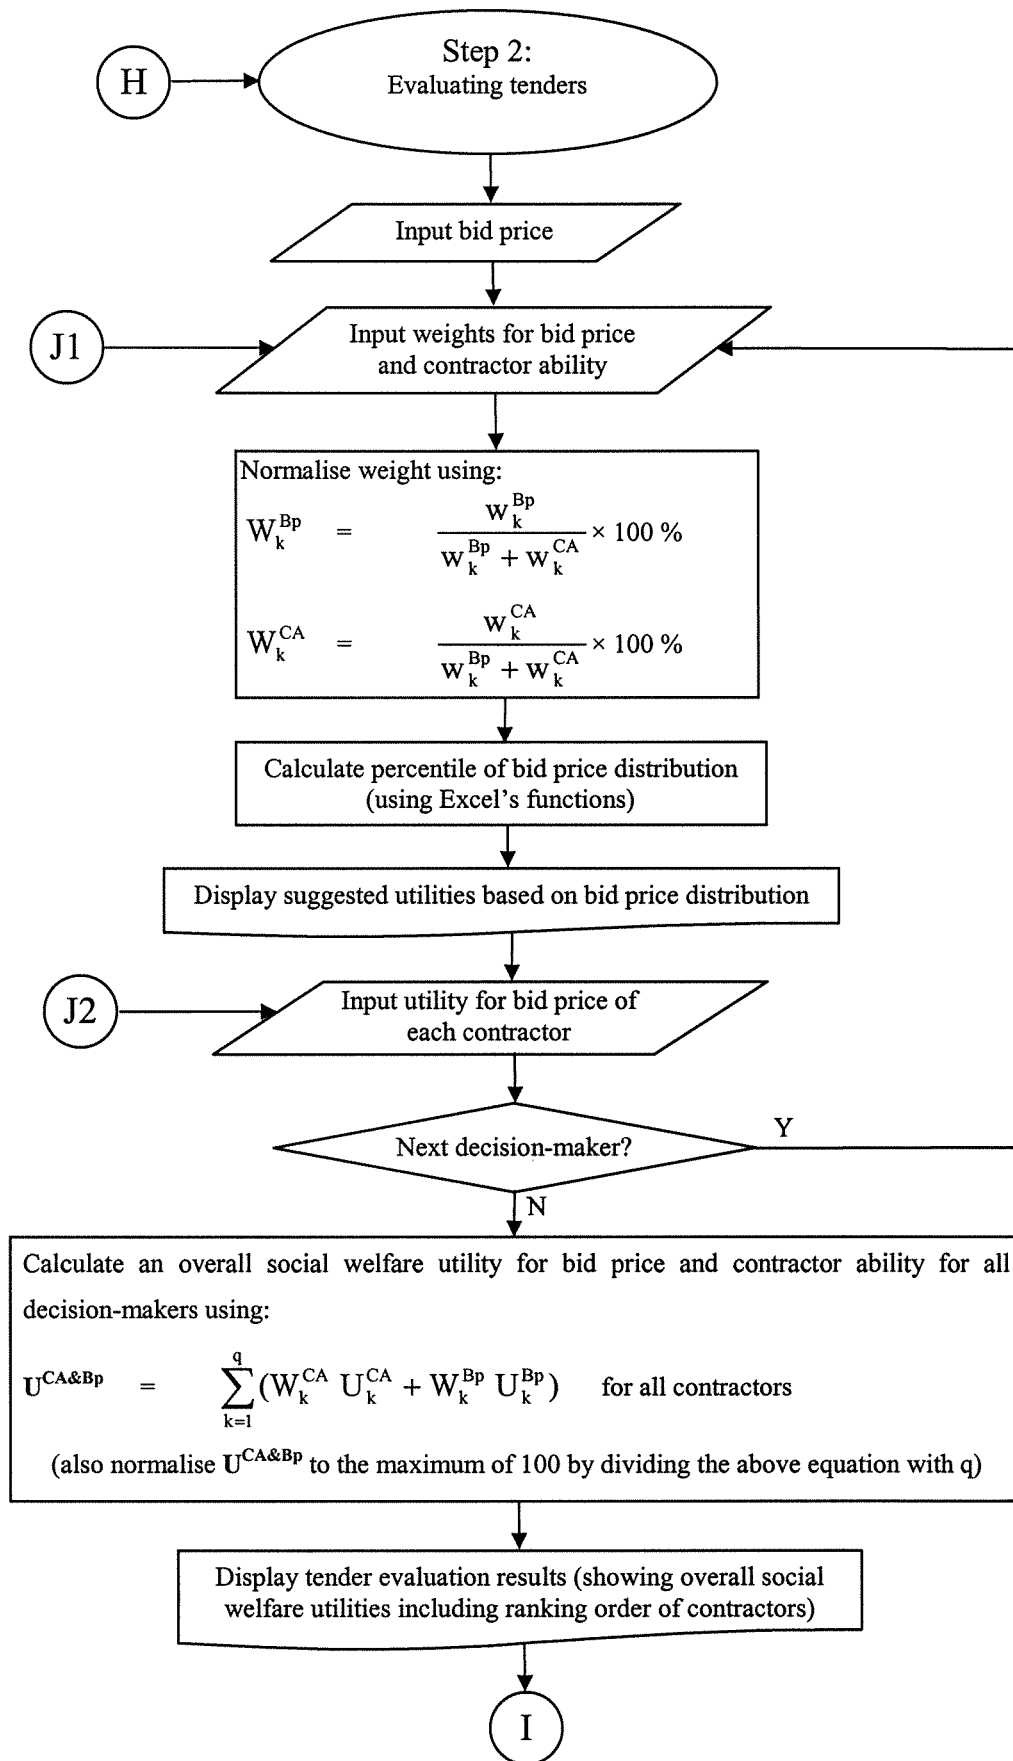 H
Step 2:
Evaluating tenders
Input bid price
J1
Input weights for bid price
and contractor ability
Normalise weight using:
W_k^{Bp} = \frac{w_k^{Bp}}{w_k^{Bp} + w_k^{CA}} × 100 %
W_k^{CA} = \frac{w_k^{CA}}{w_k^{Bp} + w_k^{CA}} × 100 %
Calculate percentile of bid price distribution
(using Excel's functions)
Display suggested utilities based on bid price distribution
J2
Input utility for bid price of
each contractor
Next decision-maker?
Y
N
Calculate an overall social welfare utility for bid price and contractor ability for all
decision-makers using:
U^{CA&Bp} = \sum_{k=1}^{q} (W_k^{CA} U_k^{CA} + W_k^{Bp} U_k^{Bp}) for all contractors
(also normalise U^{CA&Bp} to the maximum of 100 by dividing the above equation with q)
Display tender evaluation results (showing overall social
welfare utilities including ranking order of contractors)
I